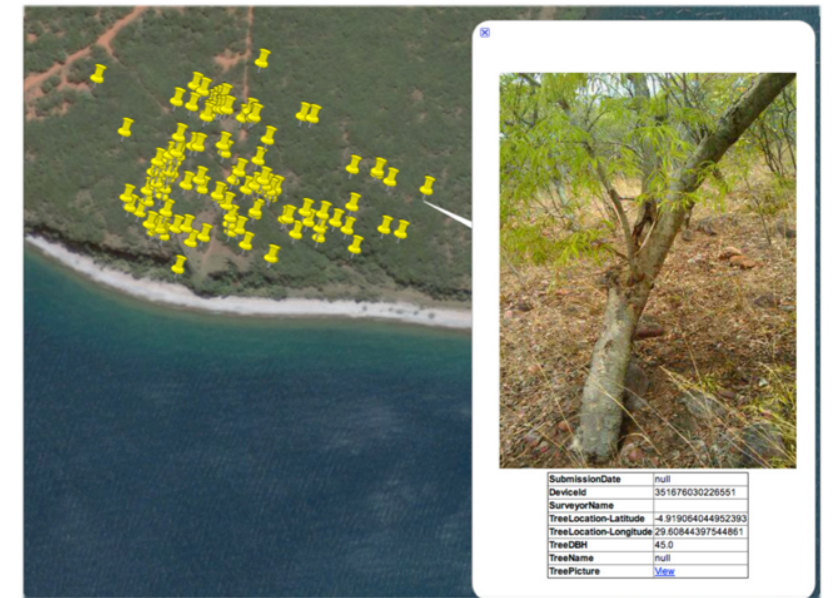 SubmissionDate null
DeviceId 351676030226551
SurveyorName
TreeLocation-Latitude -4.919064044952393
TreeLocation-Longitude 29.60844397544861
TreeDBH 45.0
TreeName null
TreePicture View